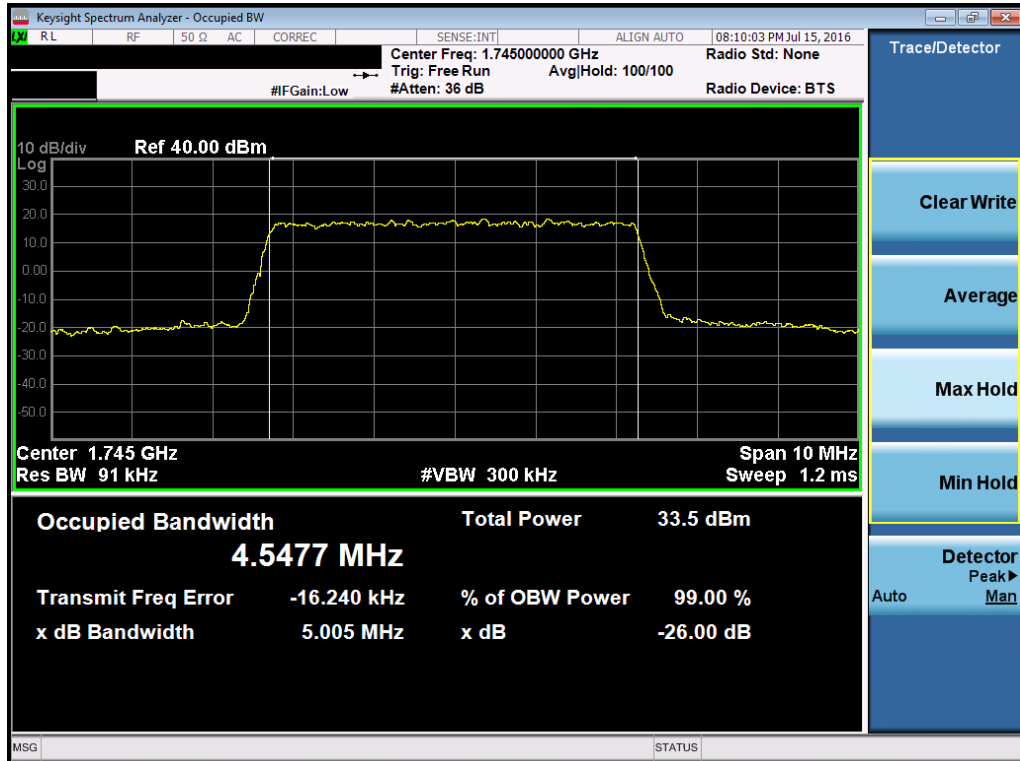 Keysight Spectrum Analyzer - Occupied BW
LXI RL RF 50 Ω AC CORREC SENSE:INT ALIGN AUTO 08:10:03 PM Jul 15, 2016
Center Freq: 1.745000000 GHz Radio Std: None
Trig: Free Run Avg|Hold: 100/100
#IFGain:Low #Atten: 36 dB Radio Device: BTS
10 dB/div Ref 40.00 dBm
Log
30.0
20.0
10.0
0.00
-10.0
-20.0
-30.0
-40.0
-50.0
Center 1.745 GHz Span 10 MHz
Res BW 91 kHz #VBW 300 kHz Sweep 1.2 ms
Occupied Bandwidth Total Power 33.5 dBm
4.5477 MHz
Transmit Freq Error -16.240 kHz % of OBW Power 99.00 %
x dB Bandwidth 5.005 MHz x dB -26.00 dB
MSG STATUS
Trace/Detector
Clear Write
Average
Max Hold
Min Hold
Detector
Peak▶
Auto Man